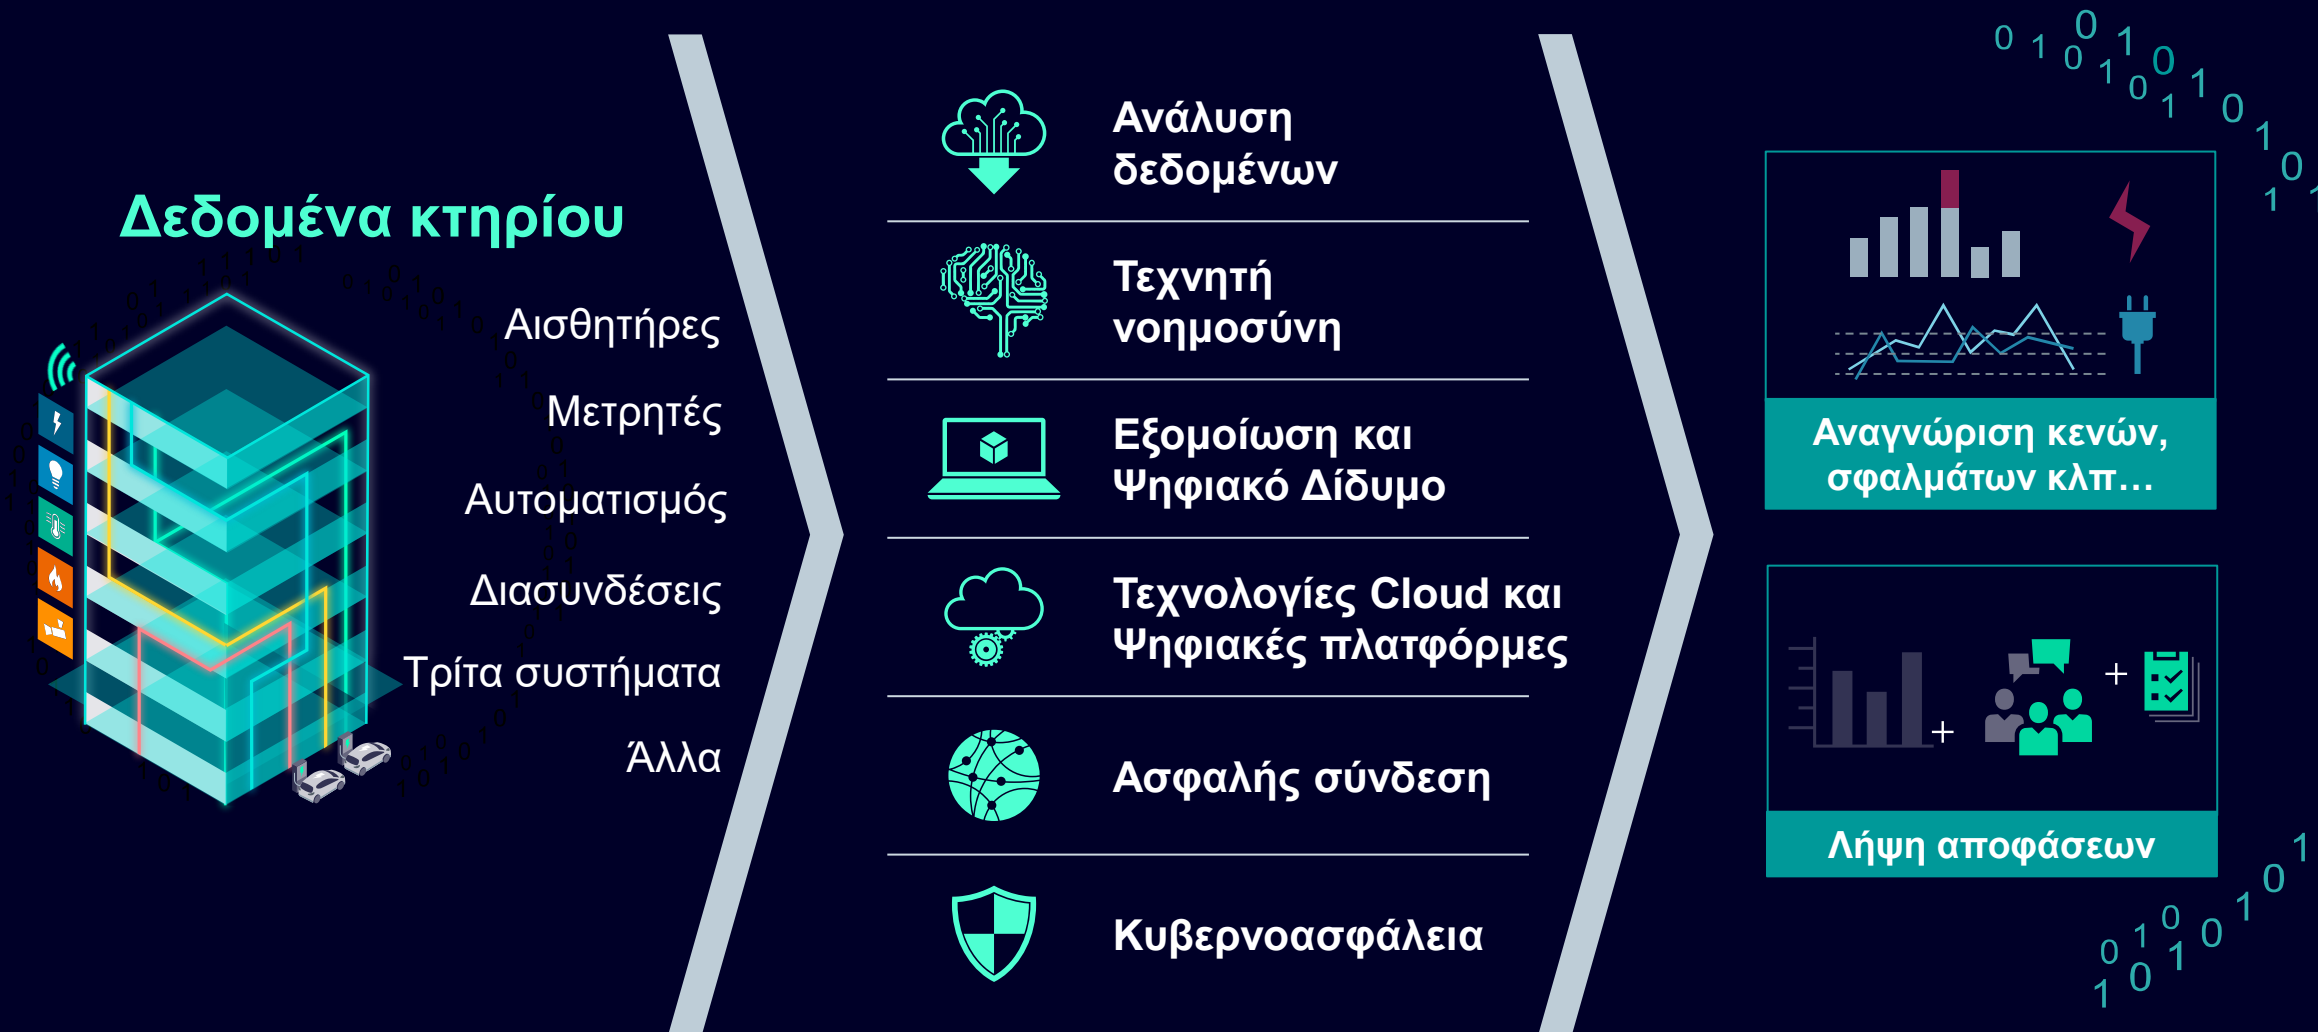 Δεδομένα κτηρίου
Αισθητήρες
Μετρητές
Αυτοματισμός
Διασυνδέσεις
Τρίτα συστήματα
Άλλα
Ανάλυση
δεδομένων
Τεχνητή
νοημοσύνη
Εξομοίωση και
Ψηφιακό Δίδυμο
Τεχνολογίες Cloud και
Ψηφιακές πλατφόρμες
Ασφαλής σύνδεση
Κυβερνοασφάλεια
Αναγνώριση κενών,
σφαλμάτων κλπ…
Λήψη αποφάσεων